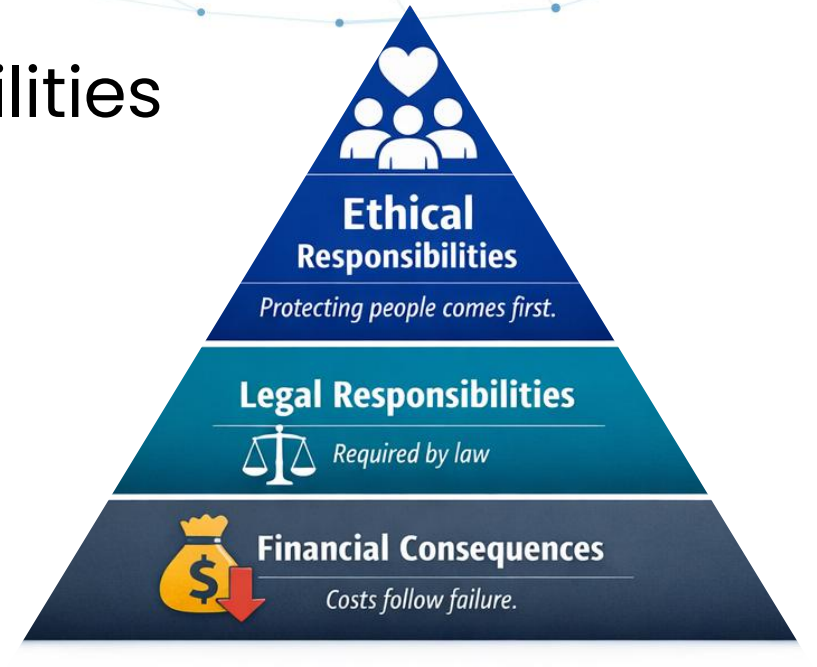 ilities
Ethical
Responsibilities
Protecting people comes first.
Legal Responsibilities
Required by law
$
Financial Consequences
Costs follow failure.